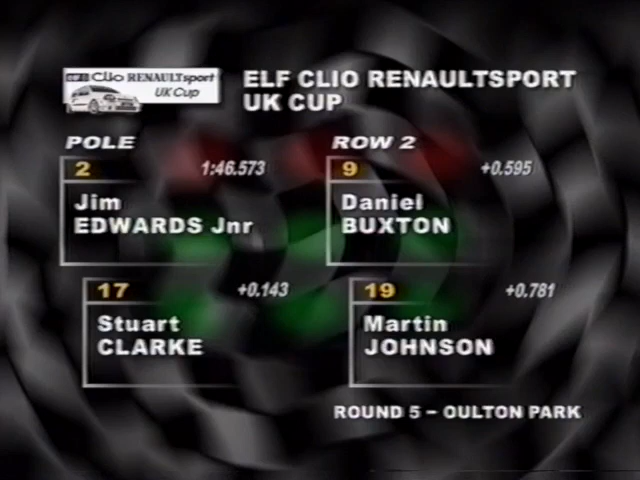 Clio RENAULTsport
UK Cup
ELF CLIO RENAULTSPORT
UK CUP
POLE
2 1:46.573
Jim
EDWARDS Jnr
17 +0.143
Stuart
CLARKE
ROW 2
9 +0.595
Daniel
BUXTON
19 +0.781
Martin
JOHNSON
ROUND 5 – OULTON PARK